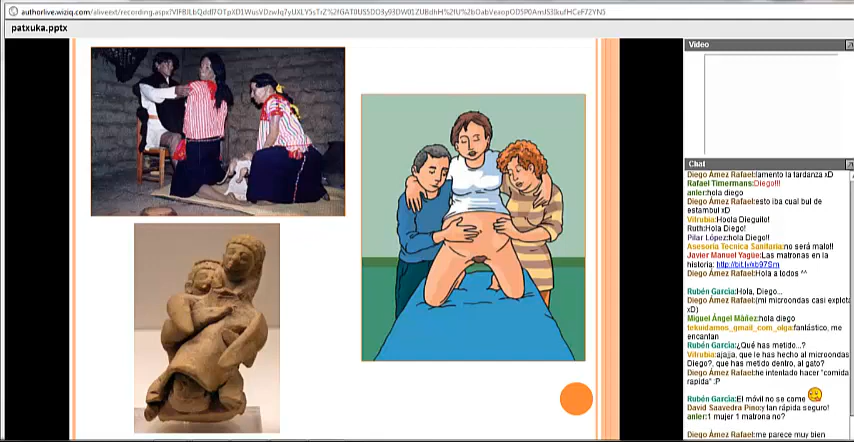 authorlive.wiziq.com/aliveext/recording.aspx?
patxuka.pptx
Video
Chat
Diego Ámez Rafael:lamento la tardanza xD
Rafael Timermans:Diego!!!
anler:hola diego
Diego Ámez Rafael:esto iba cual bul de
estambul xD
Vilrubia:Hoola Dieguito!
Ruth:Hola Diego!
Pilar López:hola Diego!!
Asesoria Tecnica Sanitaria:no será malo!!
Javier Manuel Yagüe:Las matronas en la
historia:
Diego Ámez Rafael:Hola a todos ^^
Rubén García:Hola, Diego...
Diego Ámez Rafael:(mi microondas casi explota
xD)
Miguel Ángel Máñez:hola diego
tekuidamos_gmail_com_olga:fantástico, me
encantan
Rubén García:¿Qué has metido...?
Vilrubia:ajajja, que le has hecho al microondas
Diego?, que has metido dentro, al gato?
Diego Ámez Rafael:he intentado hacer "comida
rapida" :P
Rubén García:El móvil no se come
David Saavedra Pino:y tan rápida seguro!
anler:1 mujer 1 matrona no?
Diego Ámez Rafael:me parece muy bien